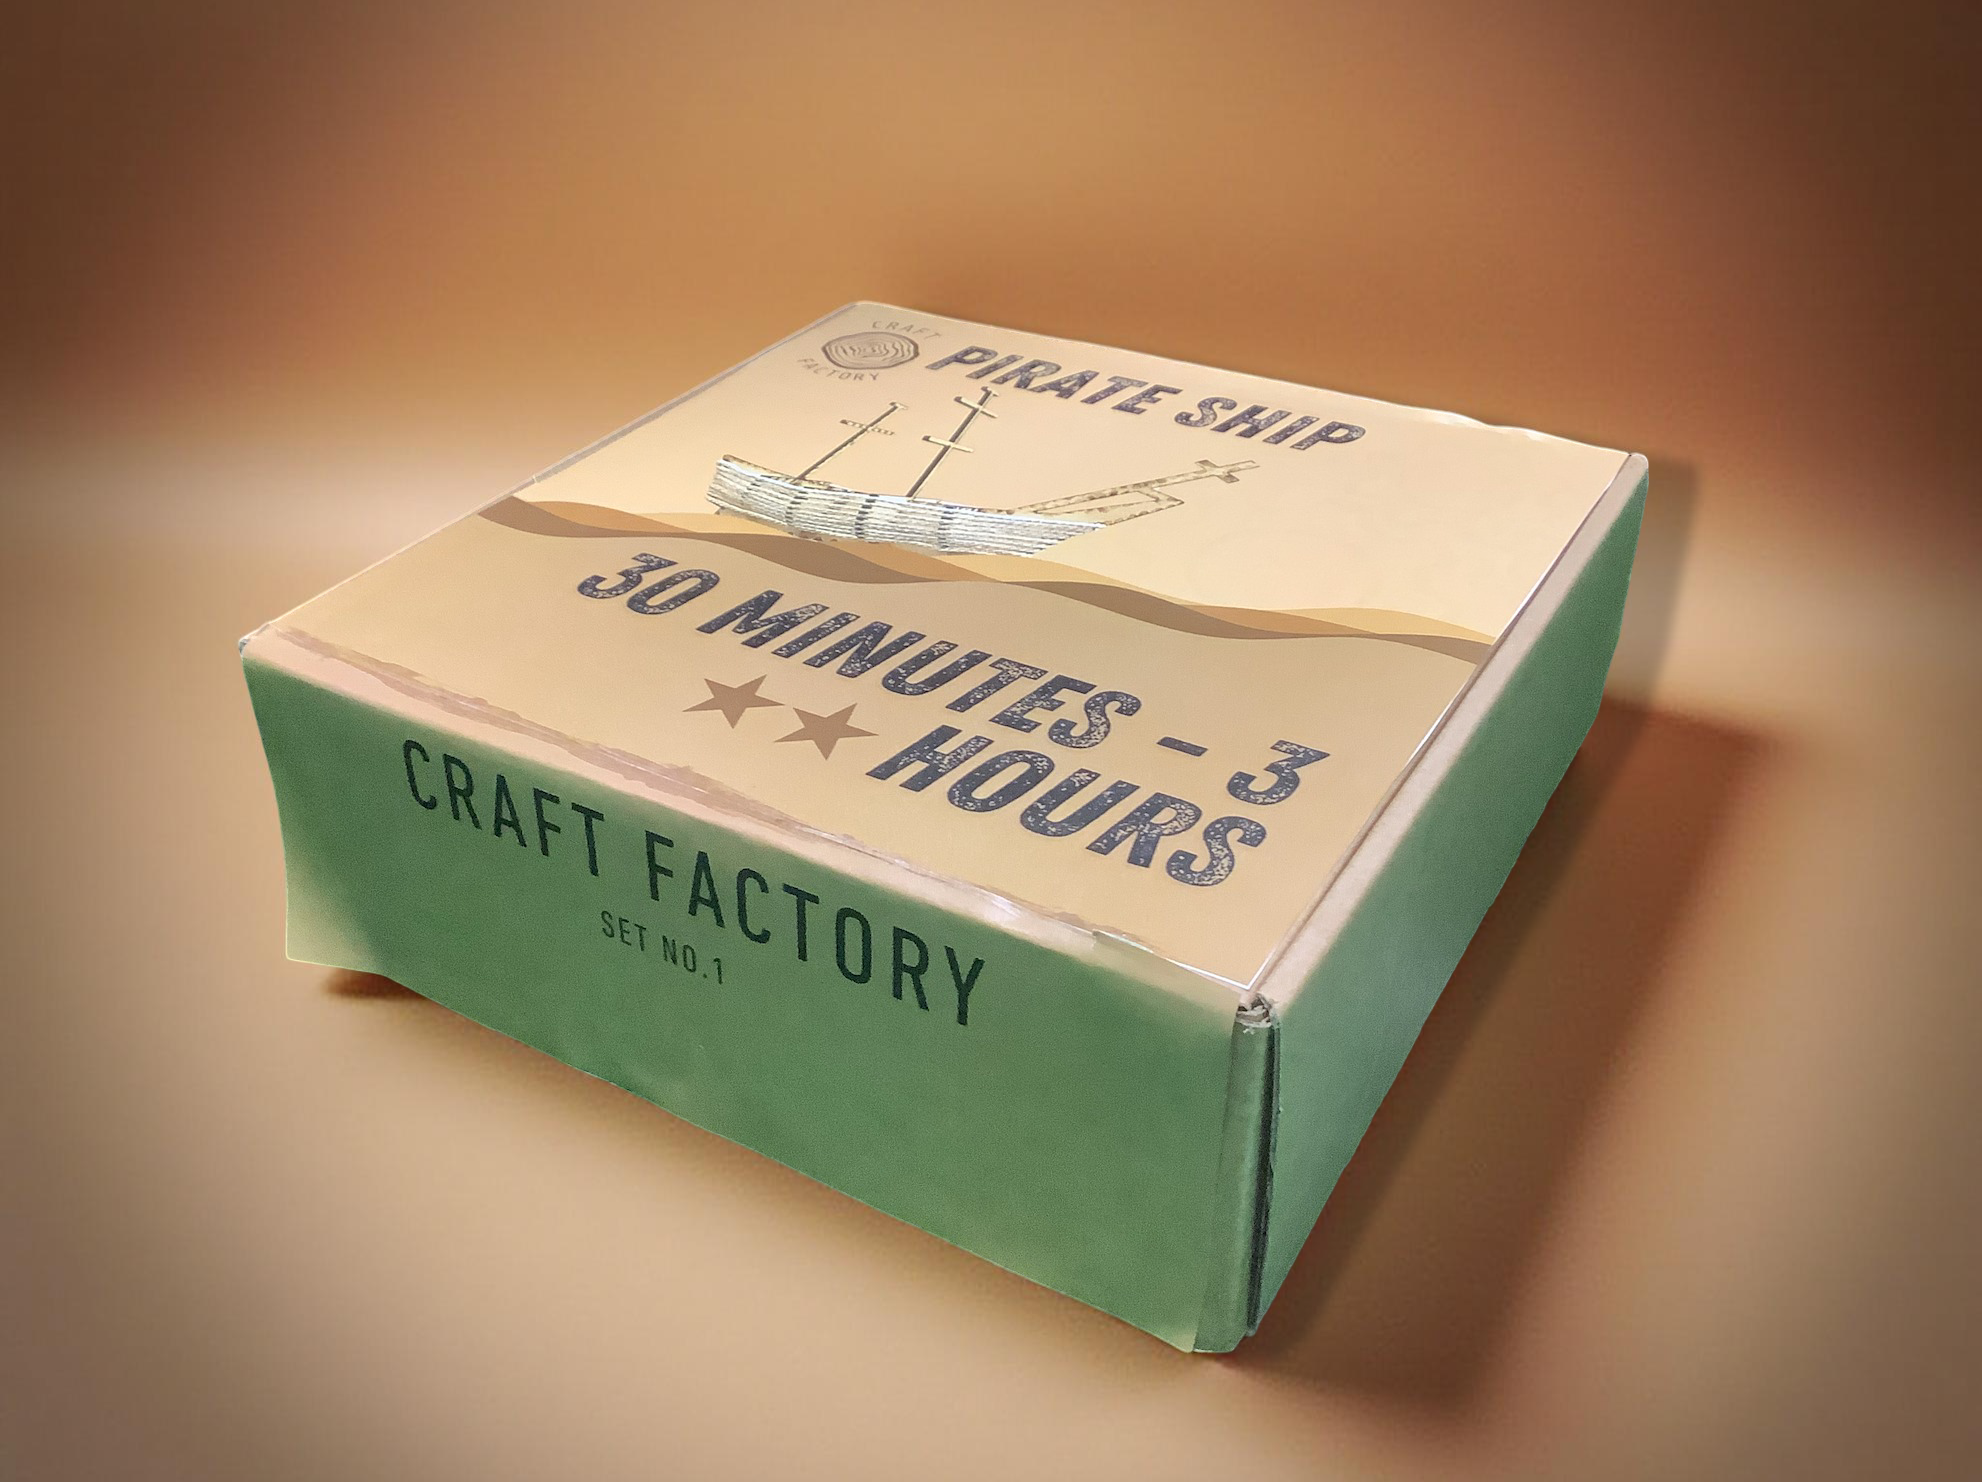 CRAFT
FACTORY
PIRATE SHIP
30 MINUTES - 3
HOURS
CRAFT FACTORY
SET NO.1